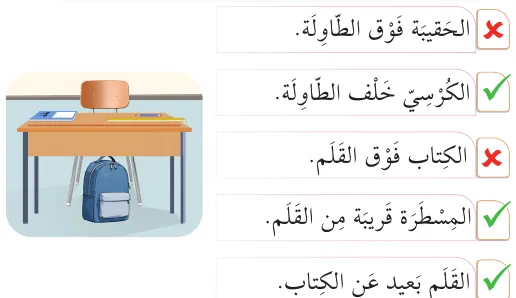 الحَقيبَة فَوْق الطّاوِلَة.
الكُرْسِيّ خَلْف الطّاوِلَة.
الكِتاب فَوْق القَلَم.
المِسْطَرَة قَريبَة مِن القَلَم.
القَلَم بَعيد عَن الكِتاب.